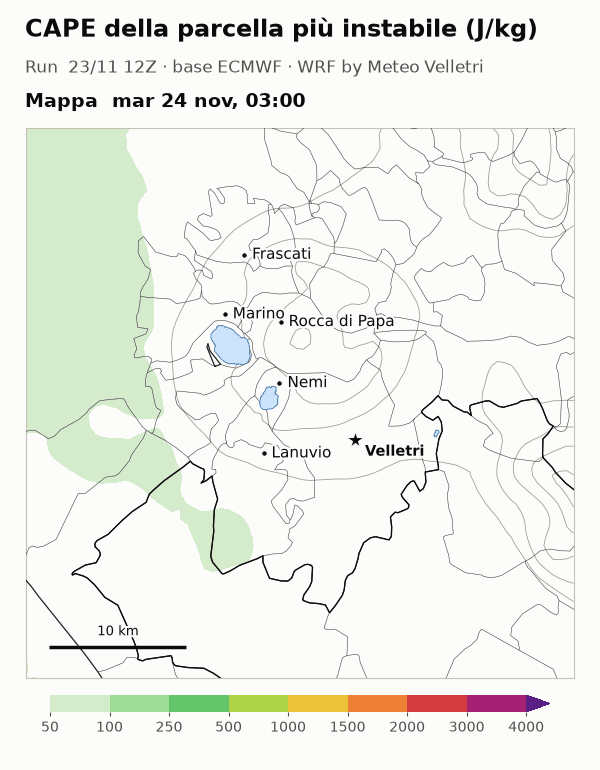 CAPE della parcella più instabile (J/kg)
Run  23/11 12Z · base ECMWF · WRF by Meteo Velletri
Mappa  mar 24 nov, 03:00
Frascati
Marino
Rocca di Papa
Nemi
Velletri
Lanuvio
10 km
50 100 250 500 1000 1500 2000 3000 4000